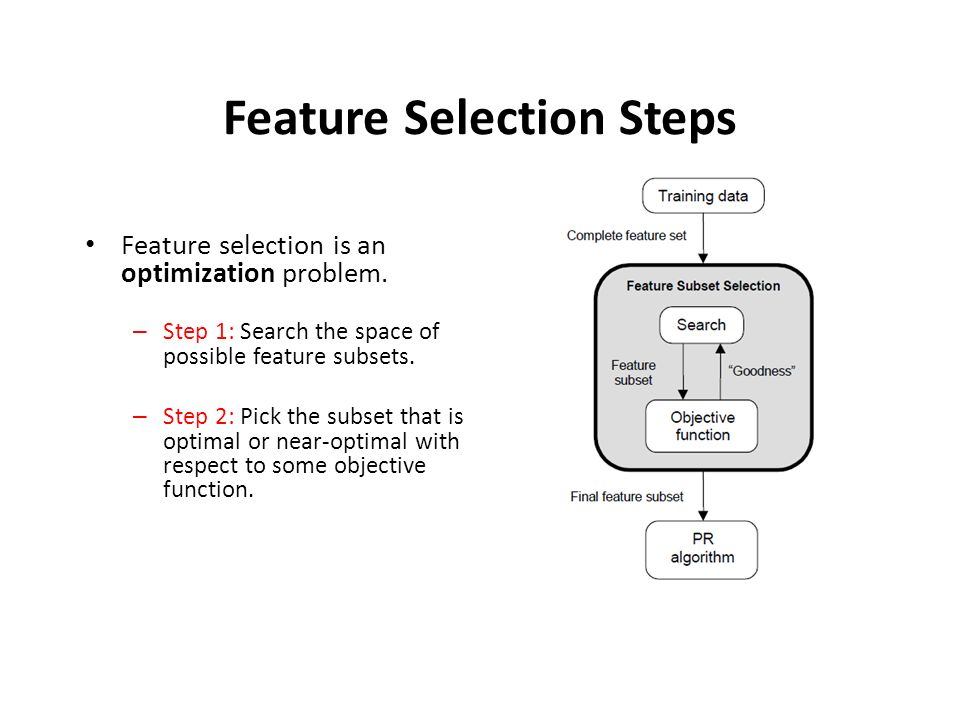 Feature Selection Steps
• Feature selection is an
optimization problem.
– Step 1: Search the space of
possible feature subsets.
– Step 2: Pick the subset that is
optimal or near-optimal with
respect to some objective
function.
Training data
Complete feature set
Feature Subset Selection
Search
Feature
subset
“Goodness”
Objective
function
Final feature subset
PR
algorithm